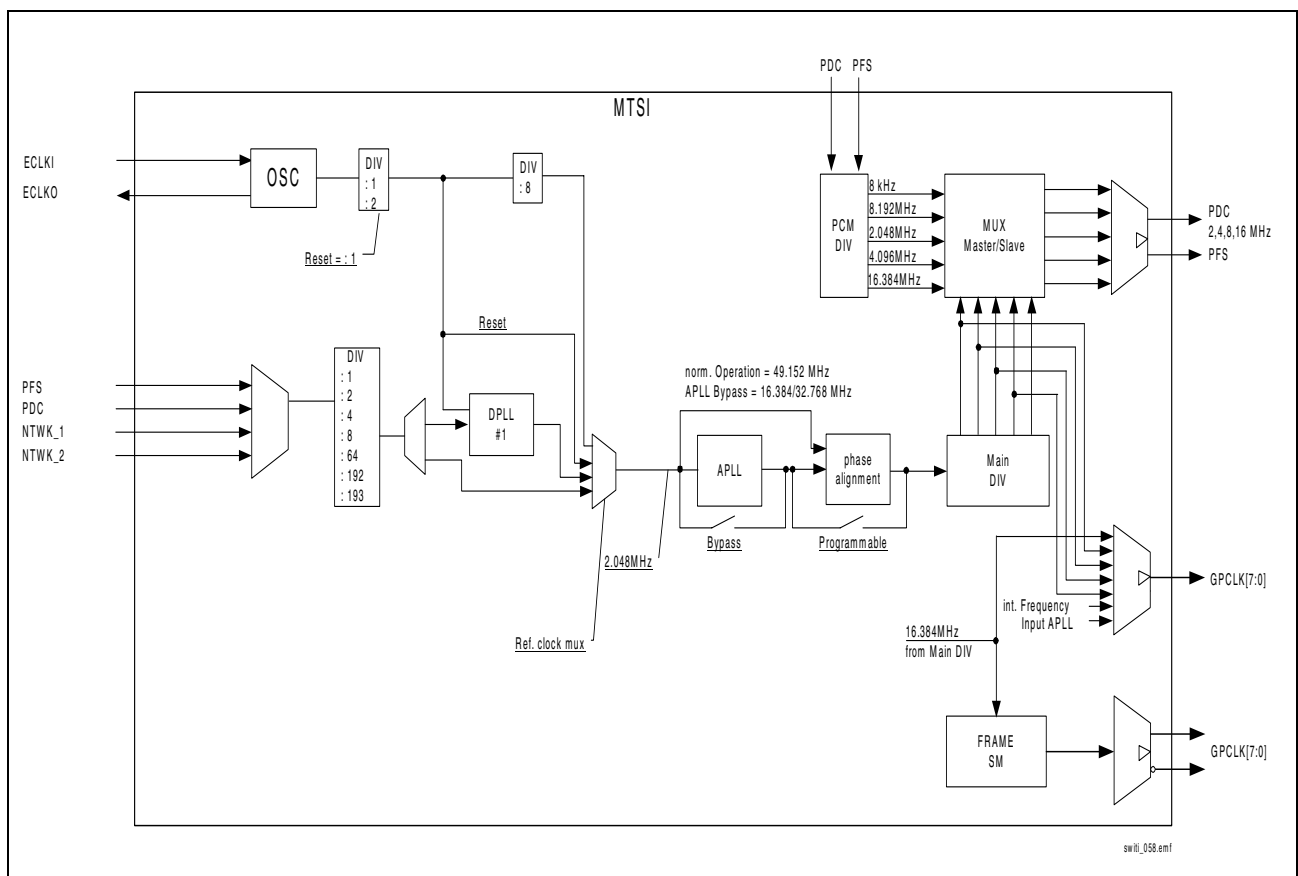 PDC PFS
MTSI
ECLKI
ECLKO
OSC
DIV
: 1
: 2
Reset = : 1
DIV
: 8
PCM
DIV
8 kHz
8.192MHz
2.048MHz
4.096MHz
16.384MHz
MUX
Master/Slave
PDC
2,4,8,16 MHz
PFS
PFS
PDC
NTWK_1
NTWK_2
DIV
: 1
: 2
: 4
: 8
: 64
: 192
: 193
Reset
DPLL
#1
norm. Operation = 49.152 MHz
APLL Bypass = 16.384/32.768 MHz
APLL
Bypass
phase
alignment
Programmable
Main
DIV
2.048MHz
Ref. clock mux
int. Frequency
Input APLL
GPCLK[7:0]
16.384MHz
from Main DIV
FRAME
SM
GPCLK[7:0]
switi_058.emf